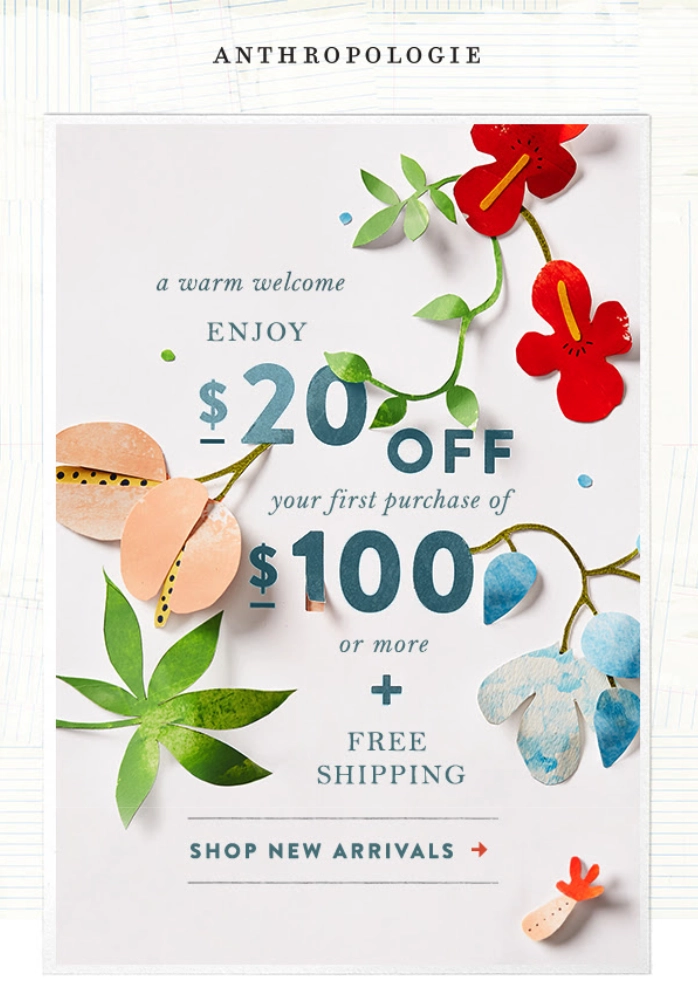 ANTHROPOLOGIE
a warm welcome
ENJOY
$20 OFF
your first purchase of
$100
or more
+
FREE
SHIPPING
SHOP NEW ARRIVALS →